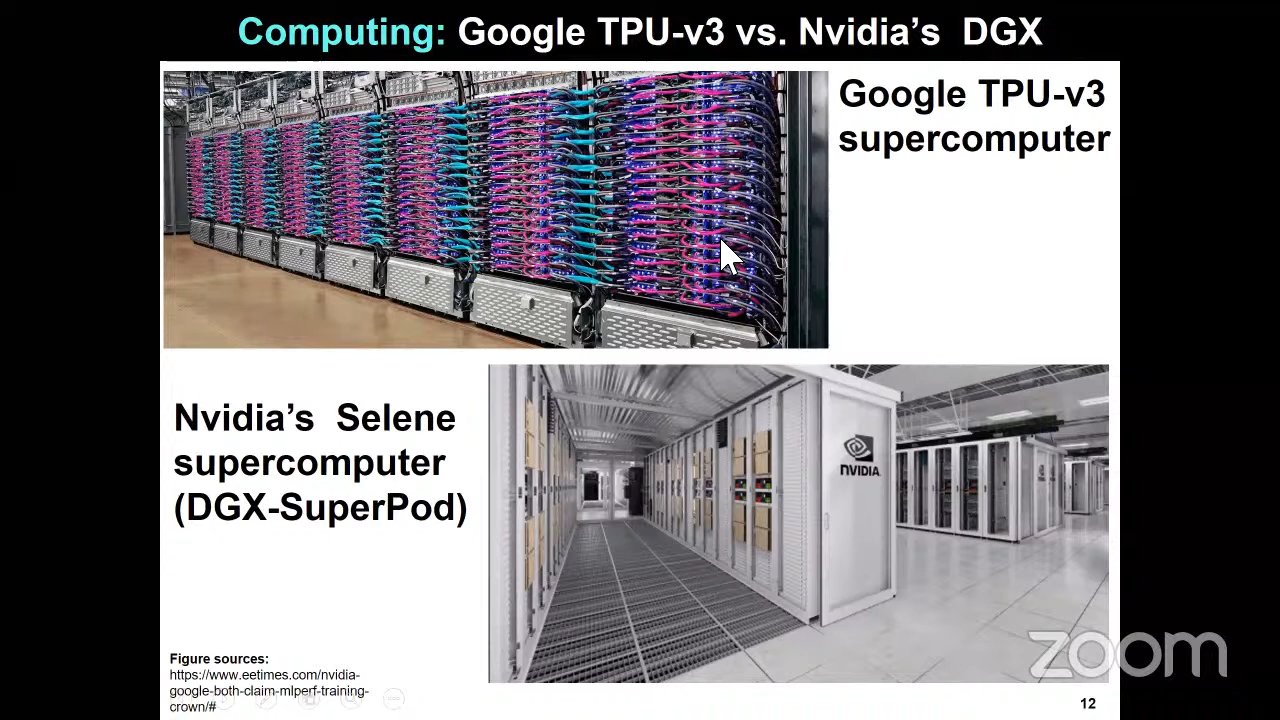 Computing: Google TPU-v3 vs. Nvidia's  DGX
Google TPU-v3
supercomputer
Nvidia's  Selene
supercomputer
(DGX-SuperPod)
NVIDIA
Figure sources:
https://www.eetimes.com/nvidia-
google-both-claim-mlperf-training-
crown/#
12
zoom